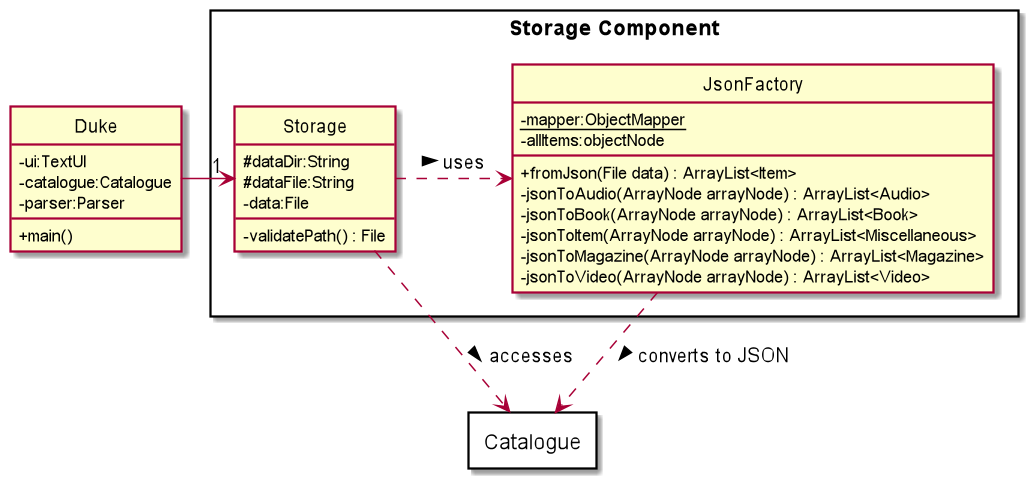 Storage Component
Duke
-ui:TextUI
-catalogue:Catalogue
-parser:Parser
+main()
1
Storage
#dataDir:String
#dataFile:String
-data:File
-validatePath() : File
uses
JsonFactory
-mapper:ObjectMapper
-allItems:objectNode
+fromJson(File data) : ArrayList<Item>
-jsonToAudio(ArrayNode arrayNode) : ArrayList<Audio>
-jsonToBook(ArrayNode arrayNode) : ArrayList<Book>
-jsonToItem(ArrayNode arrayNode) : ArrayList<Miscellaneous>
-jsonToMagazine(ArrayNode arrayNode) : ArrayList<Magazine>
-jsonToVideo(ArrayNode arrayNode) : ArrayList<Video>
accesses
converts to JSON
Catalogue